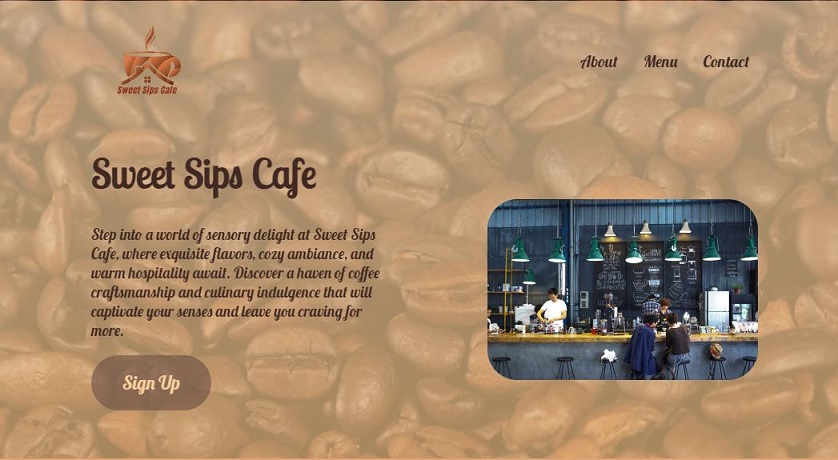 Sweet Sips Cafe
About Menu Contact
Sweet Sips Cafe
Step into a world of sensory delight at Sweet Sips
Cafe, where exquisite flavors, cozy ambiance, and
warm hospitality await. Discover a haven of coffee
craftsmanship and culinary indulgence that will
captivate your senses and leave you craving for
more.
Sign Up